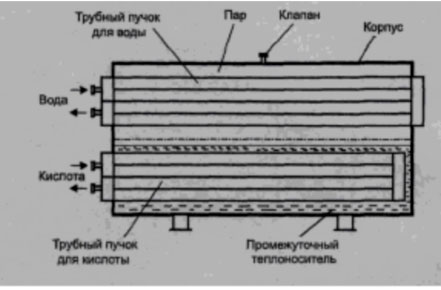 Трубный пучок
для воды
Пар
Клапан
Корпус
Вода
Кислота
Трубный пучок
для кислоты
Промежуточный
теплоноситель